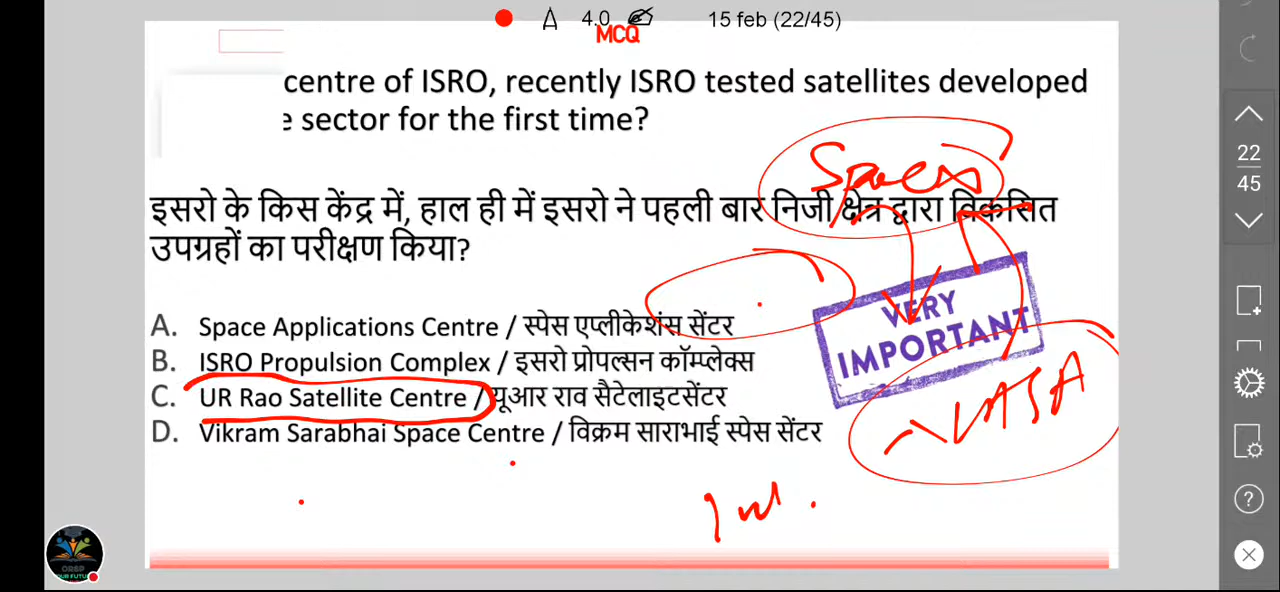 4.0 15 feb (22/45)
MCQ
centre of ISRO, recently ISRO tested satellites developed
e sector for the first time?
इसरो के किस केंद्र में, हाल ही में इसरो ने पहली बार निजी क्षेत्र द्वारा विकसित
उपग्रहों का परीक्षण किया?
A. Space Applications Centre / स्पेस एप्लीकेशंस सेंटर
B. ISRO Propulsion Complex / इसरो प्रोपल्सन कॉम्प्लेक्स
C. UR Rao Satellite Centre / यूआर राव सैटेलाइटसेंटर
D. Vikram Sarabhai Space Centre / विक्रम साराभाई स्पेस सेंटर
VERY
IMPORTANT
NASA
22
45